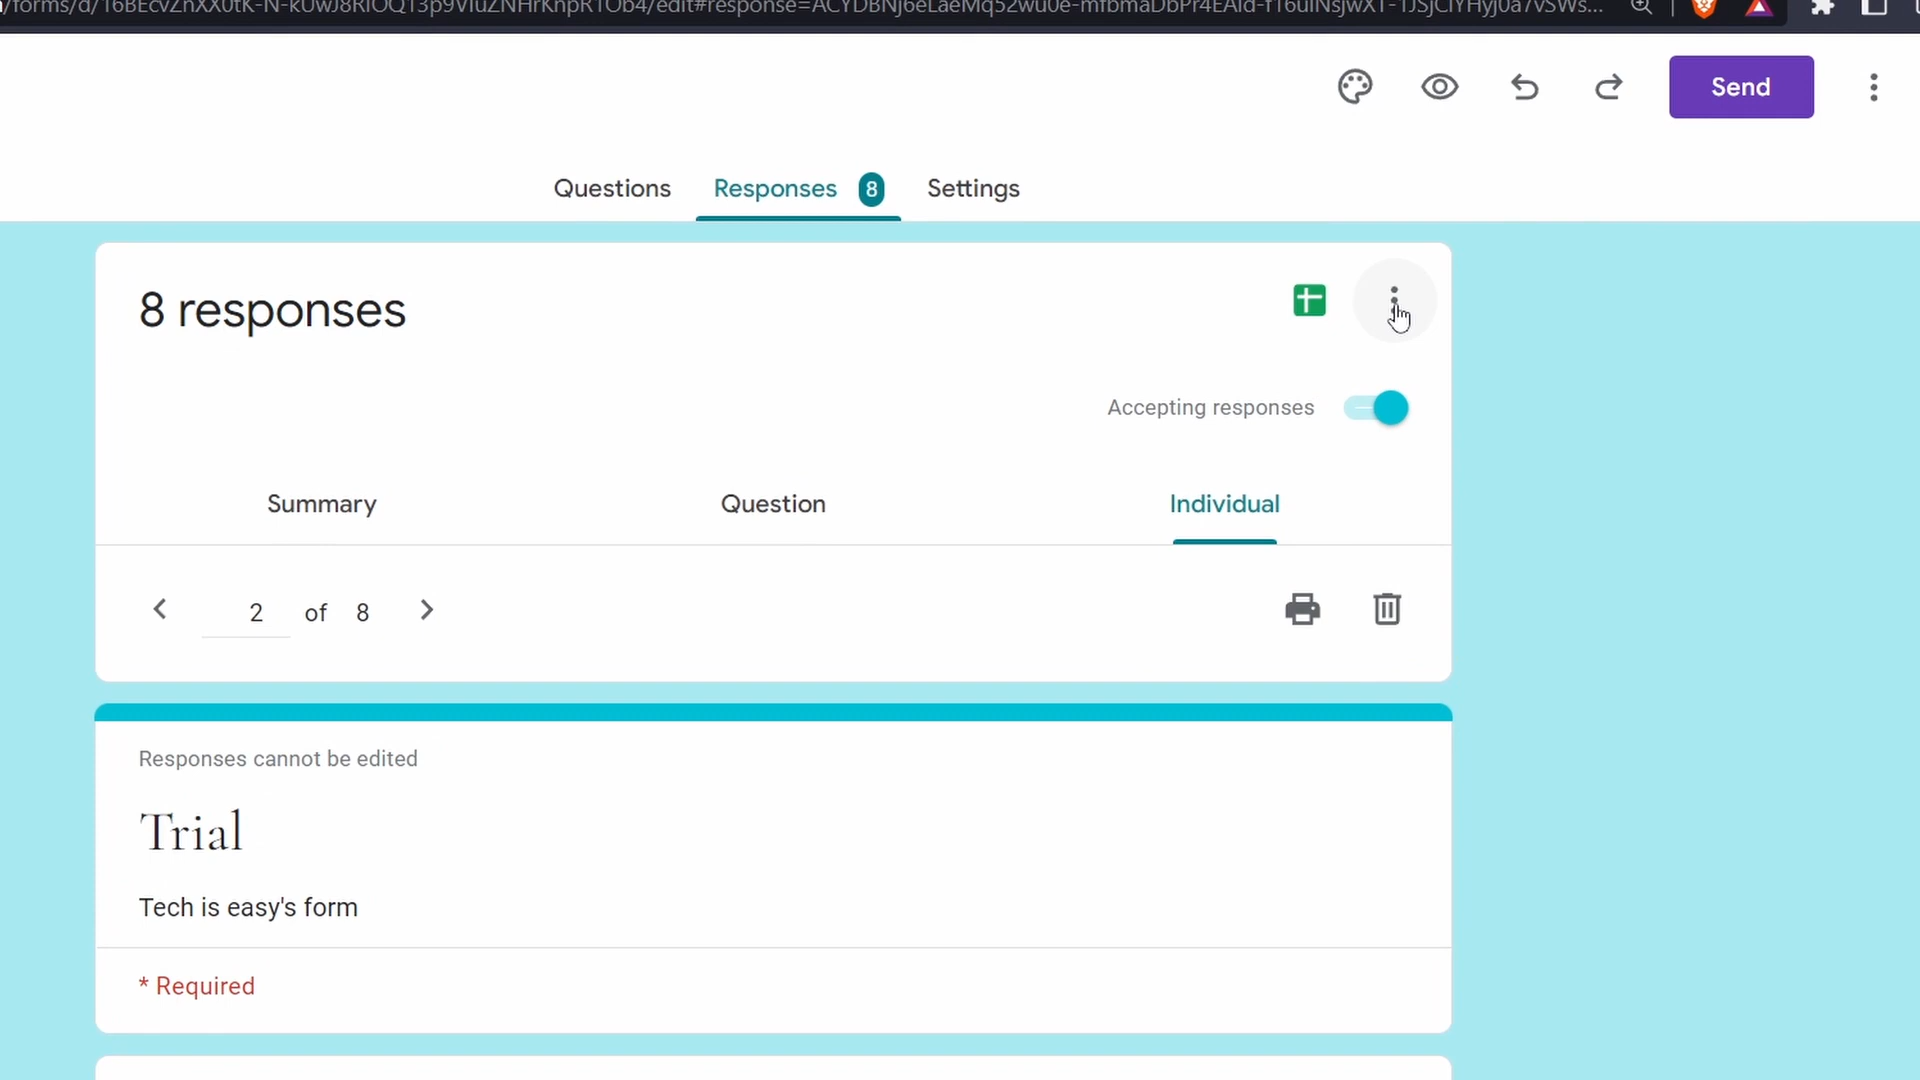 Send
Questions
Responses 8
Settings
8 responses
Accepting responses
Summary
Question
Individual
2 of 8
Responses cannot be edited
Trial
Tech is easy's form
* Required